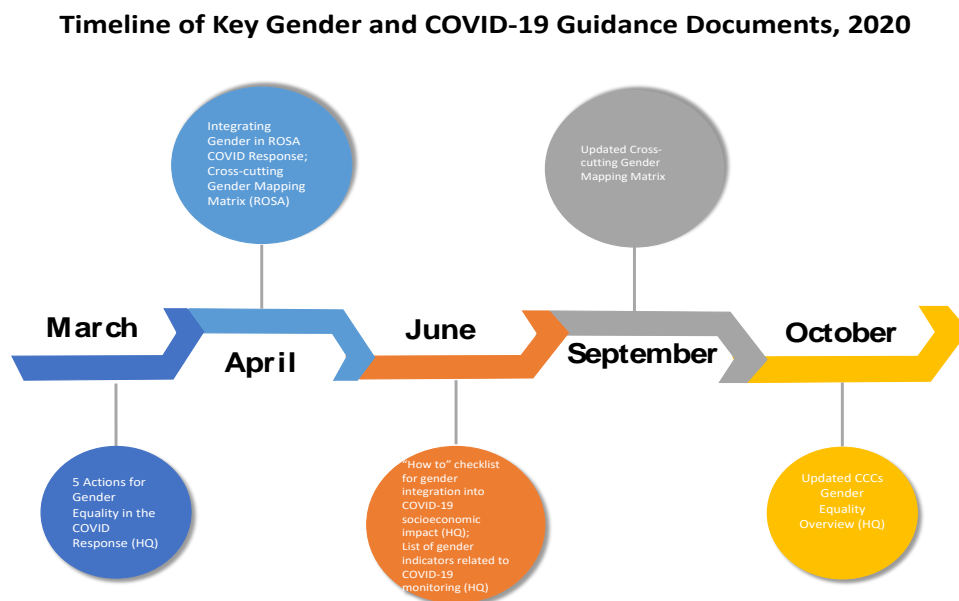 Timeline of Key Gender and COVID-19 Guidance Documents, 2020
Integrating
Gender in ROSA
COVID Response;
Cross-cutting
Gender Mapping
Matrix (ROSA)
Updated Cross-
cutting Gender
Mapping Matrix
March
April
June
September
October
5 Actions for
Gender
Equality in the
COVID
Response (HQ)
"How to" checklist
for gender
integration into
COVID-19
socioeconomic
impact (HQ);
List of gender
indicators related to
COVID-19
monitoring (HQ)
Updated CCCs
Gender
Equality
Overview (HQ)